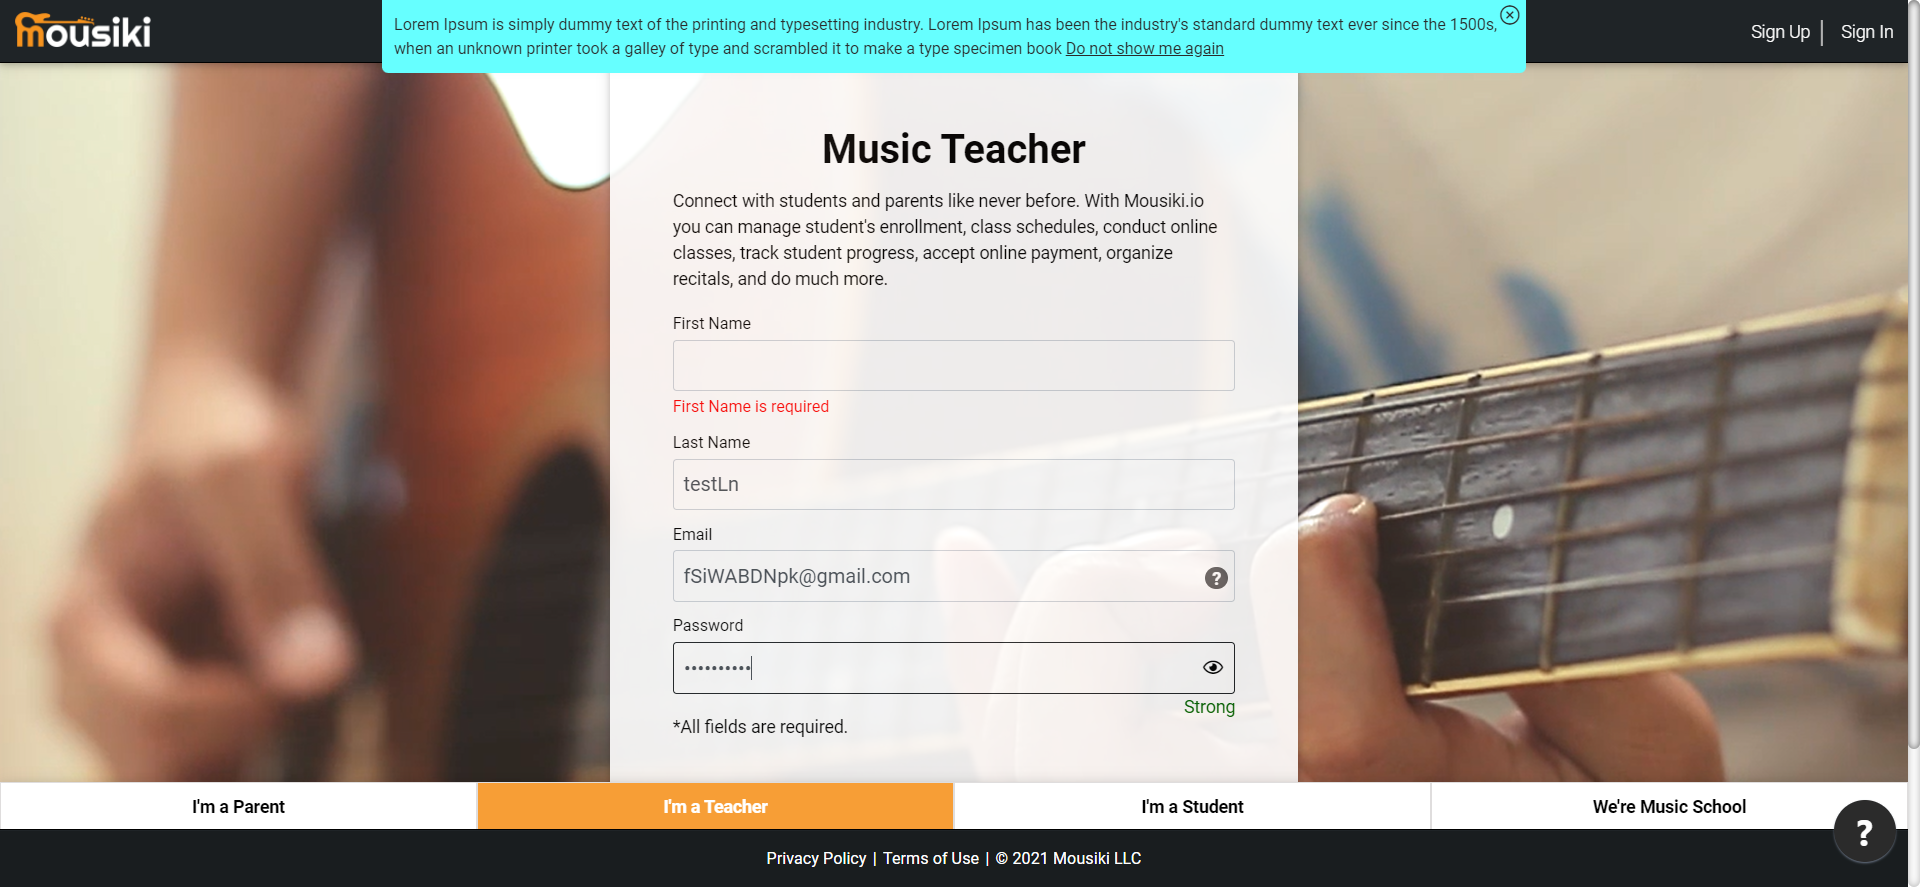 mousiki
Lorem Ipsum is simply dummy text of the printing and typesetting industry. Lorem Ipsum has been the industry's standard dummy text ever since the 1500s,
when an unknown printer took a galley of type and scrambled it to make a type specimen book Do not show me again
Sign Up | Sign In
Music Teacher
Connect with students and parents like never before. With Mousiki.io
you can manage student's enrollment, class schedules, conduct online
classes, track student progress, accept online payment, organize
recitals, and do much more.
First Name
First Name is required
Last Name
testLn
Email
fSiWABDNpk@gmail.com
?
Password
••••••••••
Strong
*All fields are required.
I'm a Parent
I'm a Teacher
I'm a Student
We're Music School
?
Privacy Policy | Terms of Use | © 2021 Mousiki LLC